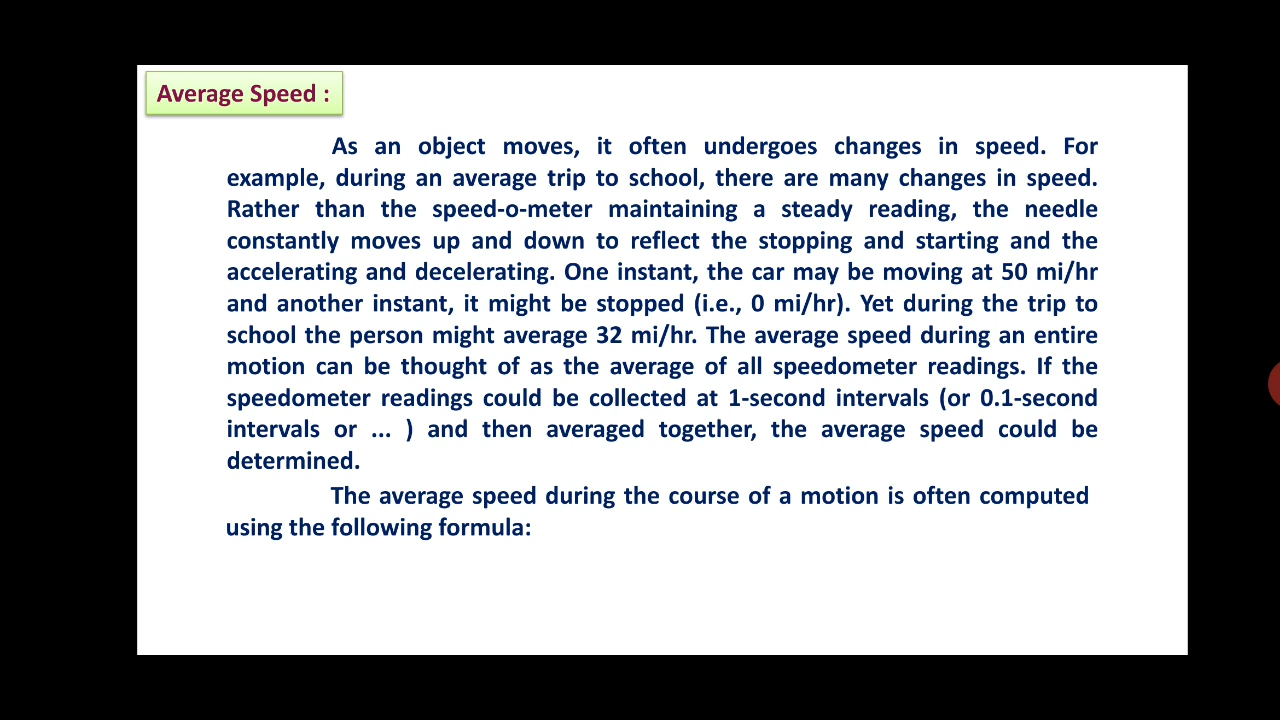 Average Speed :
As an object moves, it often undergoes changes in speed. For
example, during an average trip to school, there are many changes in speed.
Rather than the speed-o-meter maintaining a steady reading, the needle
constantly moves up and down to reflect the stopping and starting and the
accelerating and decelerating. One instant, the car may be moving at 50 mi/hr
and another instant, it might be stopped (i.e., 0 mi/hr). Yet during the trip to
school the person might average 32 mi/hr. The average speed during an entire
motion can be thought of as the average of all speedometer readings. If the
speedometer readings could be collected at 1-second intervals (or 0.1-second
intervals or ... ) and then averaged together, the average speed could be
determined.
The average speed during the course of a motion is often computed
using the following formula: